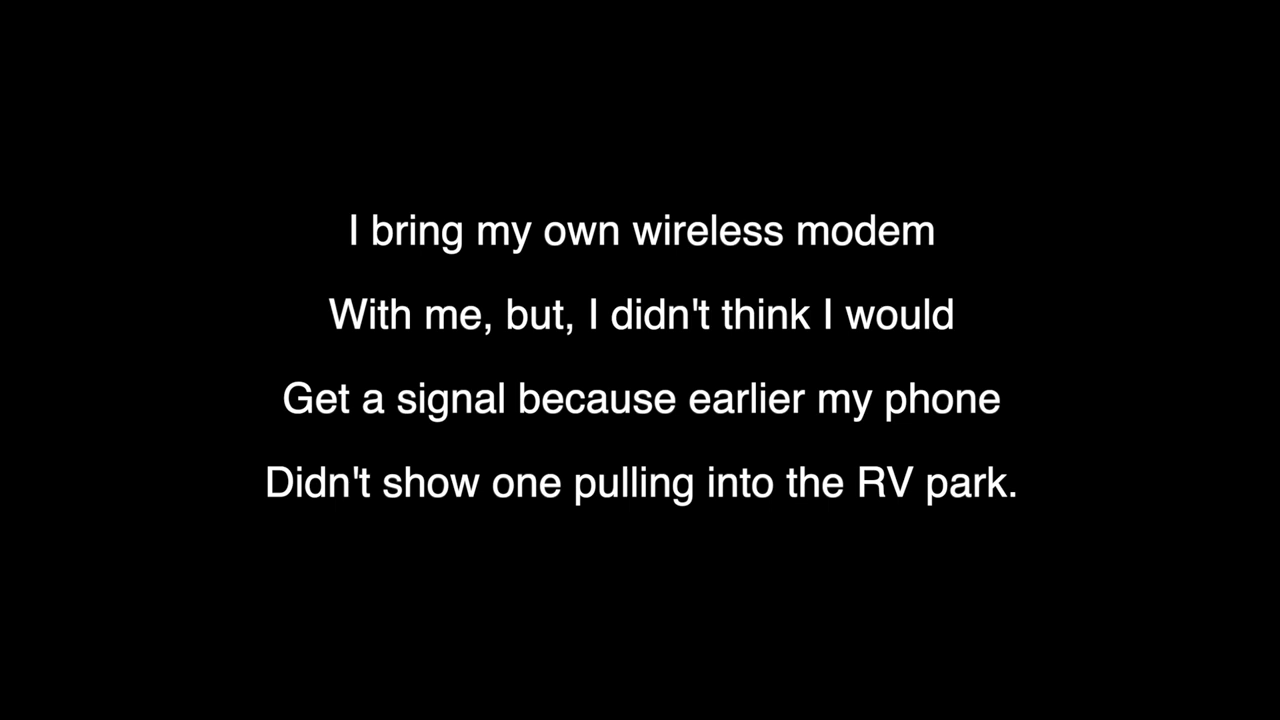 I bring my own wireless modem
With me, but, I didn't think I would
Get a signal because earlier my phone
Didn't show one pulling into the RV park.